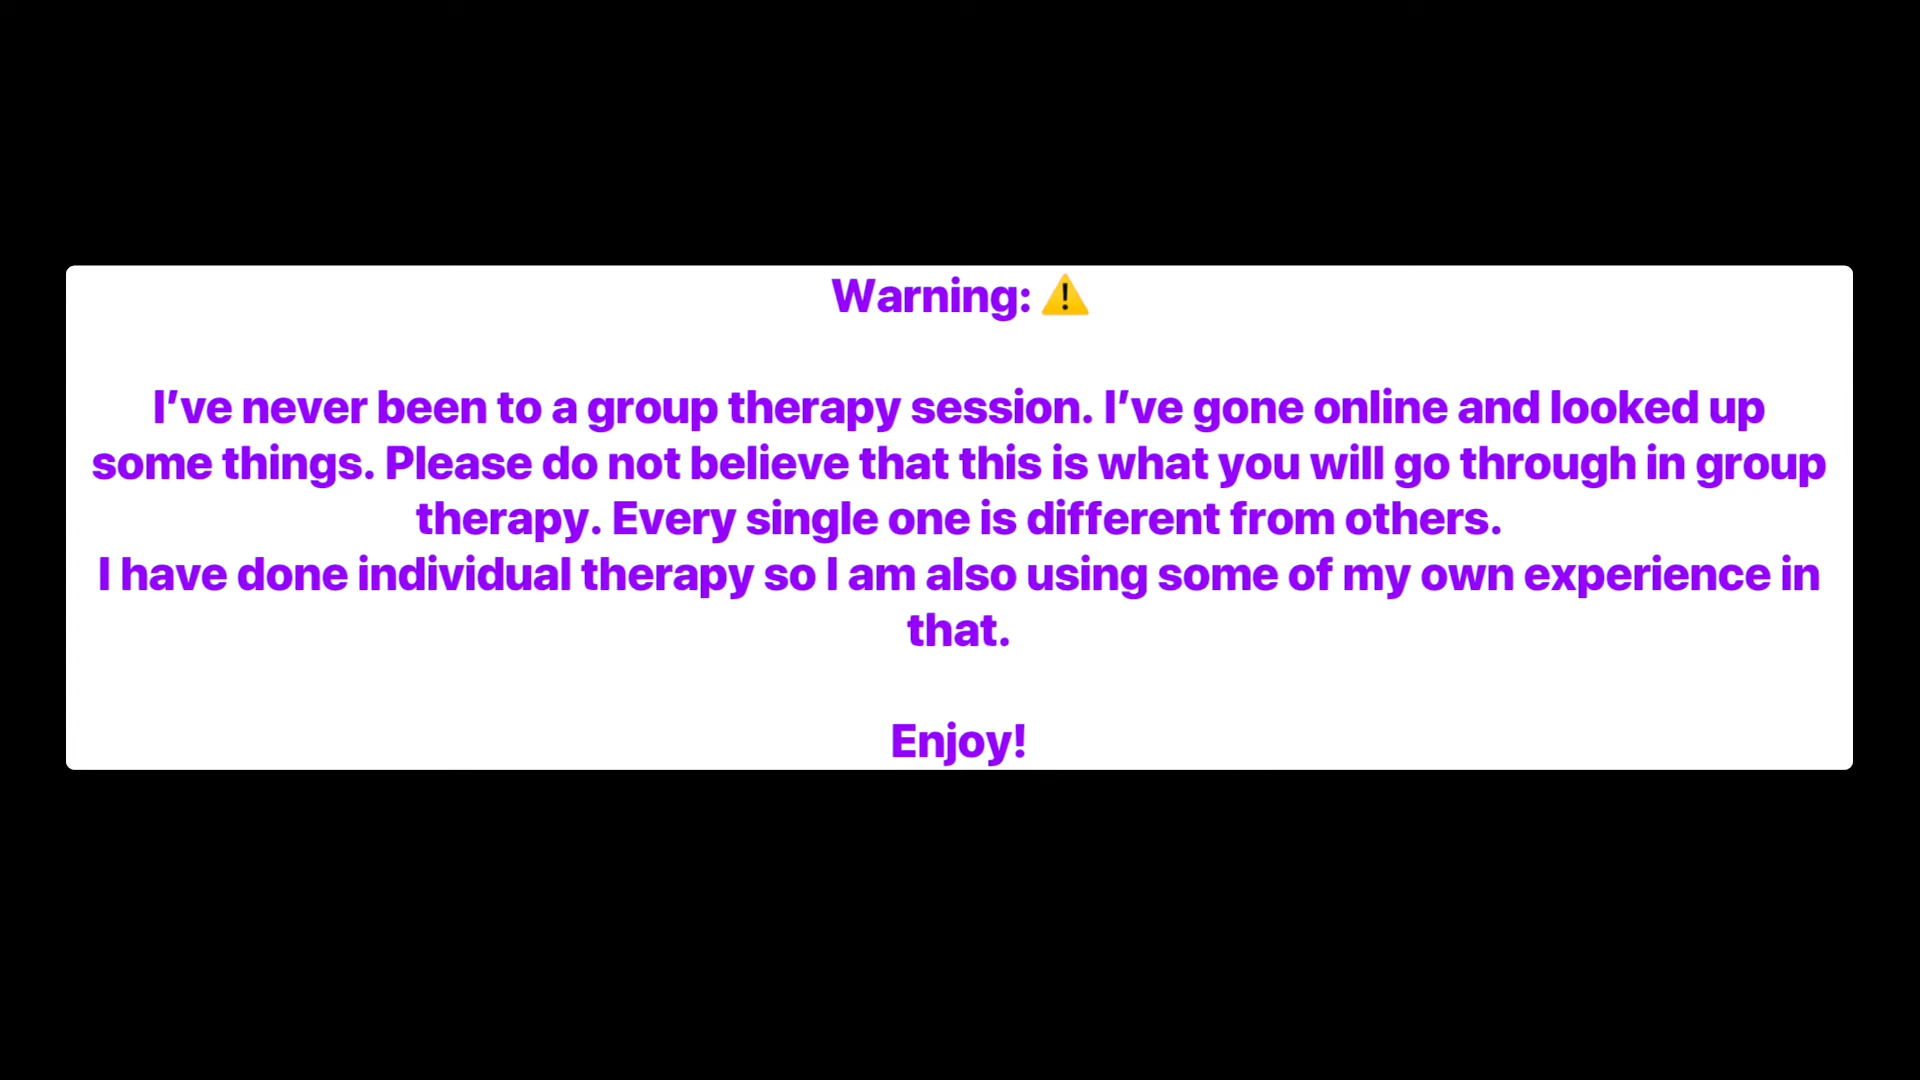 Warning: ⚠️
I’ve never been to a group therapy session. I’ve gone online and looked up
some things. Please do not believe that this is what you will go through in group
therapy. Every single one is different from others.
I have done individual therapy so I am also using some of my own experience in
that.
Enjoy!